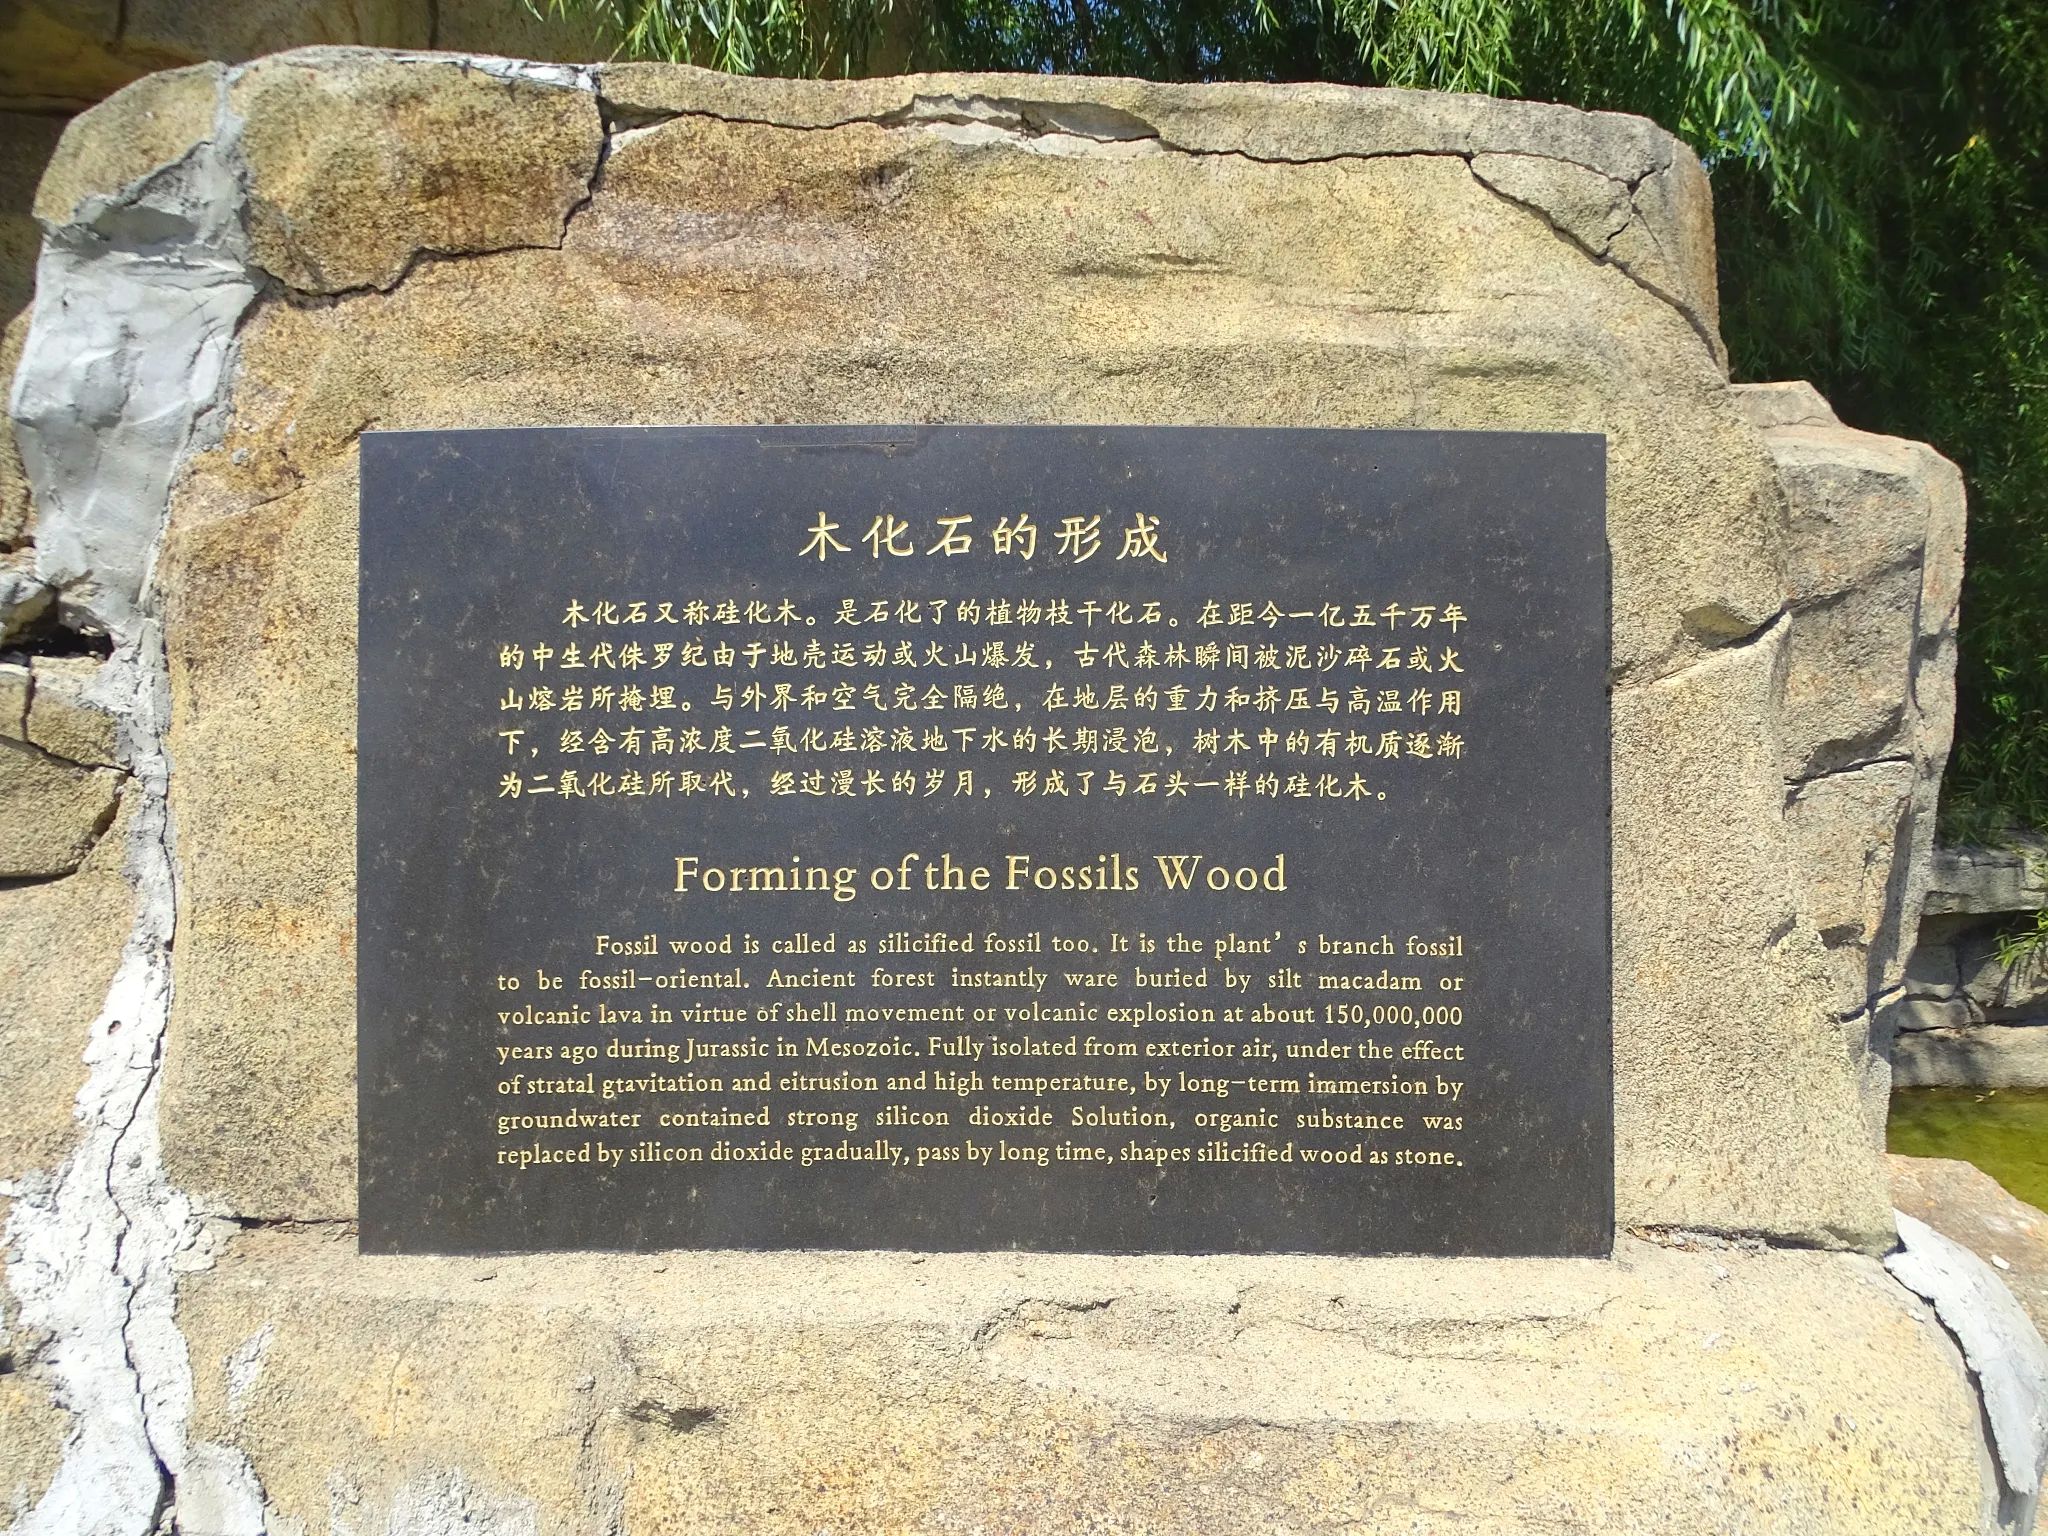 木化石的形成
木化石又称硅化木。是石化了的植物枝干化石。在距今一亿五千万年
的中生代侏罗纪由于地壳运动或火山爆发，古代森林瞬间被泥沙碎石或火
山熔岩所掩埋。与外界和空气完全隔绝，在地层的重力和挤压与高温作用
下，经含有高浓度二氧化硅溶液地下水的长期浸泡，树木中的有机质逐渐
为二氧化硅所取代，经过漫长的岁月，形成了与石头一样的硅化木。
Forming of the Fossils Wood
Fossil wood is called as silicified fossil too. It is the plant’s branch fossil
to be fossil-oriental. Ancient forest instantly ware buried by silt macadam or
volcanic lava in virtue of shell movement or volcanic explosion at about 150,000,000
years ago during Jurassic in Mesozoic. Fully isolated from exterior air, under the effect
of stratal gtavitation and eitrusion and high temperature, by long-term immersion by
groundwater contained strong silicon dioxide Solution, organic substance was
replaced by silicon dioxide gradually, pass by long time, shapes silicified wood as stone.